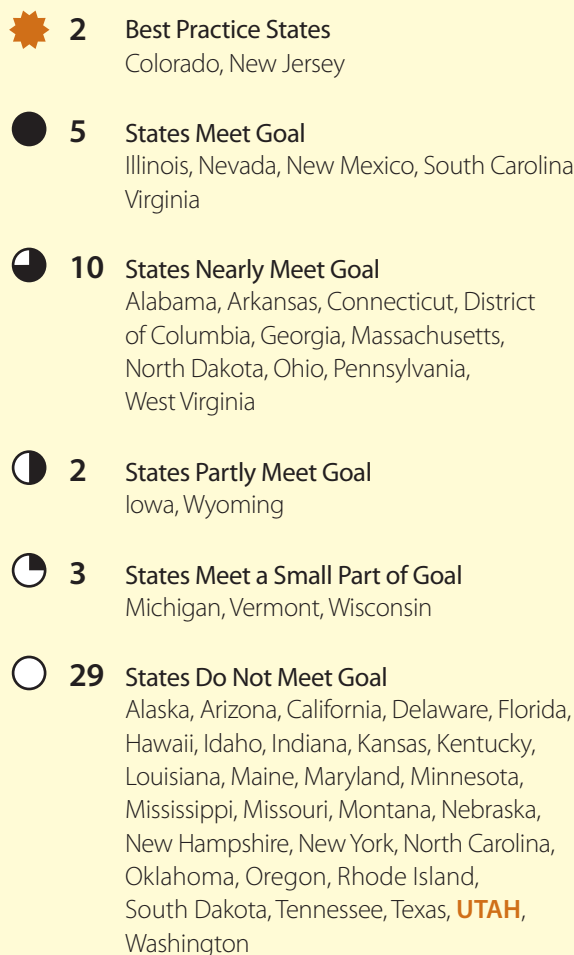 2 Best Practice States
Colorado, New Jersey
5 States Meet Goal
Illinois, Nevada, New Mexico, South Carolina
Virginia
10 States Nearly Meet Goal
Alabama, Arkansas, Connecticut, District
of Columbia, Georgia, Massachusetts,
North Dakota, Ohio, Pennsylvania,
West Virginia
2 States Partly Meet Goal
Iowa, Wyoming
3 States Meet a Small Part of Goal
Michigan, Vermont, Wisconsin
29 States Do Not Meet Goal
Alaska, Arizona, California, Delaware, Florida,
Hawaii, Idaho, Indiana, Kansas, Kentucky,
Louisiana, Maine, Maryland, Minnesota,
Mississippi, Missouri, Montana, Nebraska,
New Hampshire, New York, North Carolina,
Oklahoma, Oregon, Rhode Island,
South Dakota, Tennessee, Texas, UTAH,
Washington